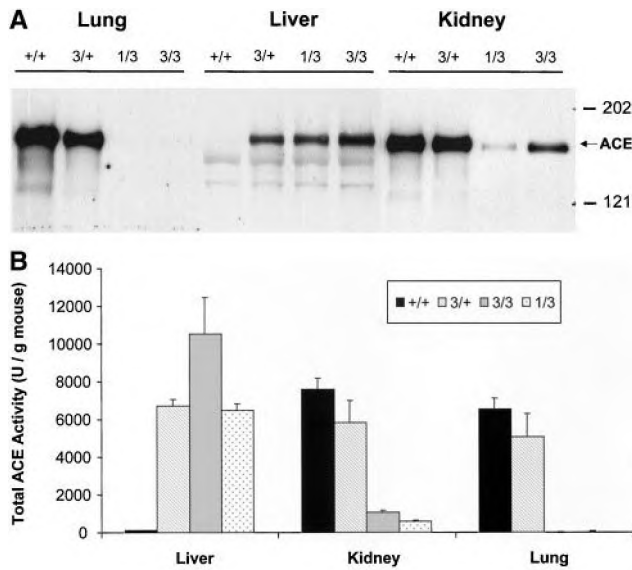 A
Lung Liver Kidney
+/+ 3/+ 1/3 3/3 +/+ 3/+ 1/3 3/3 +/+ 3/+ 1/3 3/3
– 202
←ACE
– 121
B
Total ACE Activity (U / g mouse)
14000
12000
10000
8000
6000
4000
2000
0
+/+ 3/+ 3/3 1/3
Liver Kidney Lung